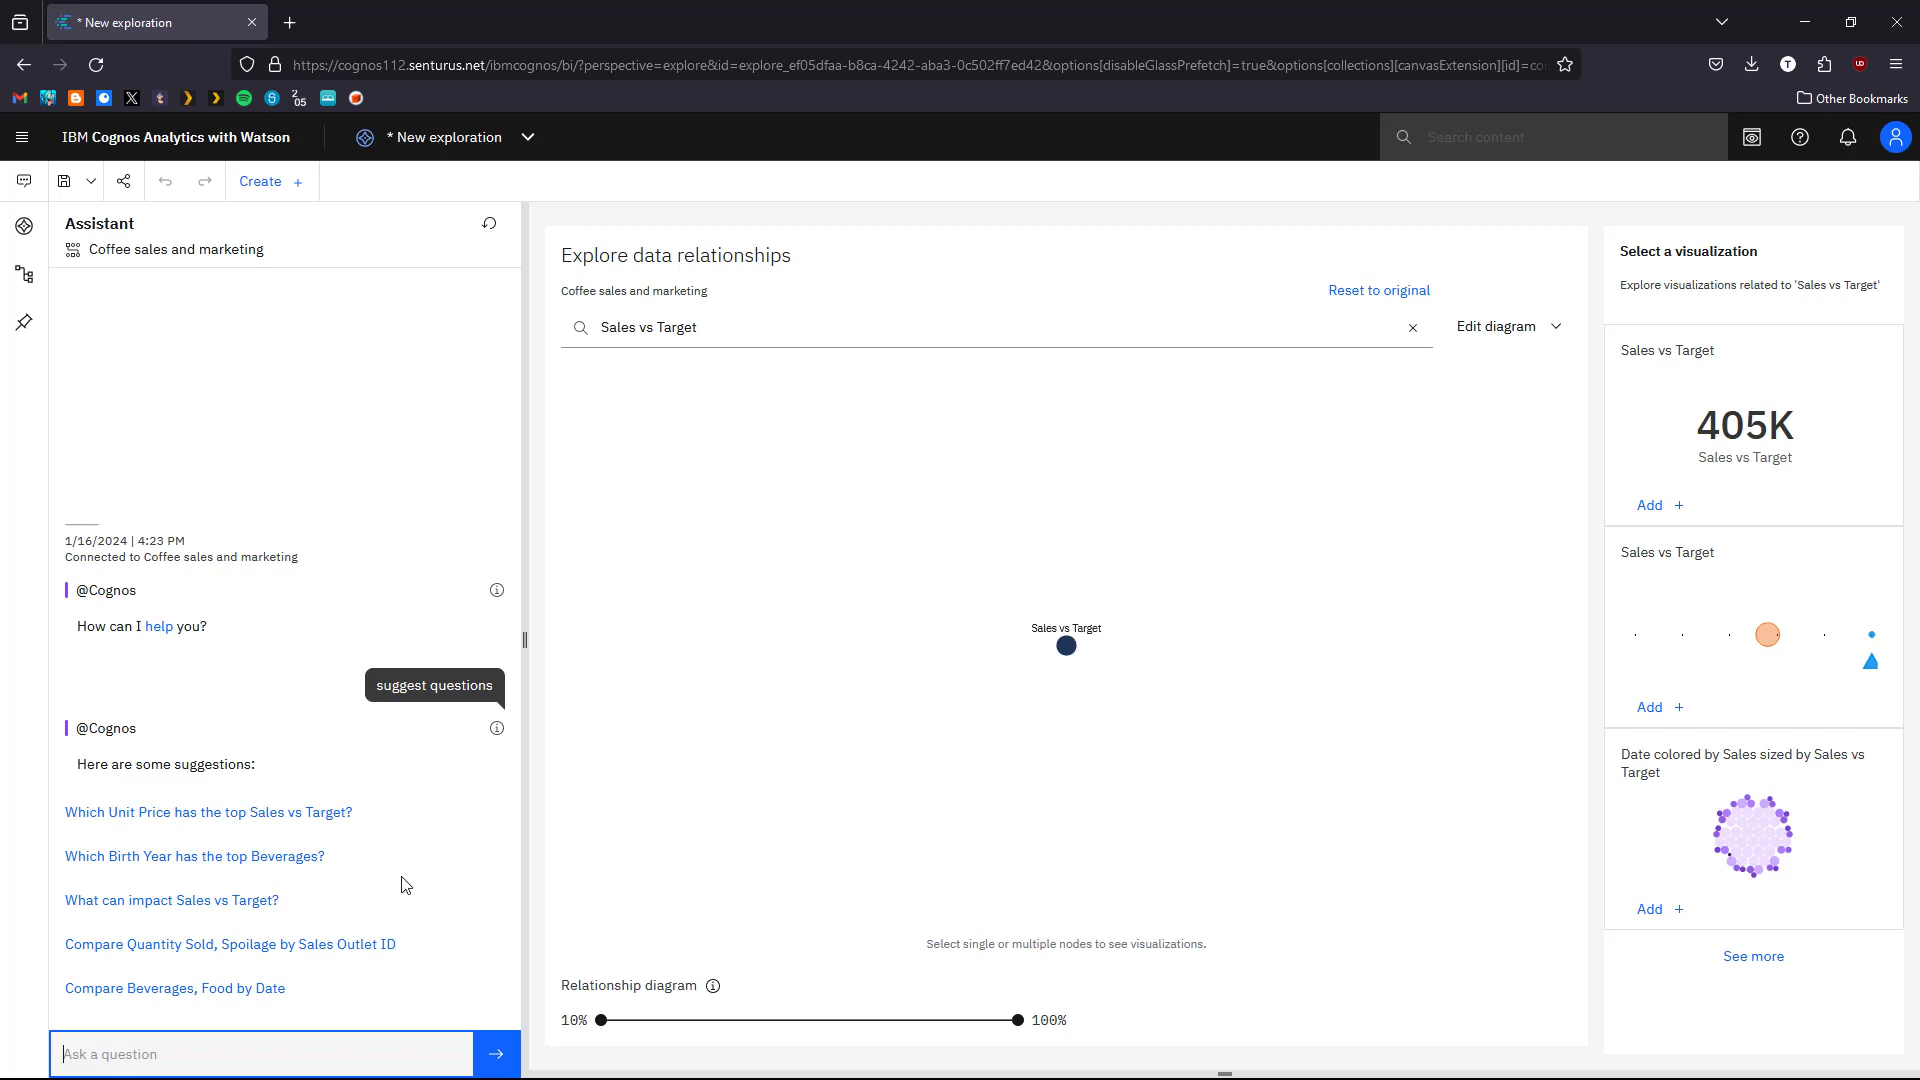 * New exploration
https://cognos112.senturus.net/ibmcognos/bi/?perspective=explore&id=explore_ef05dfaa-b8ca-4242-aba3-0c502ff7ed42&options[disableGlassPrefetch]=true&options[collections][canvasExtension][id]=co
Other Bookmarks
IBM Cognos Analytics with Watson
* New exploration
Search content
Create +
Assistant
Coffee sales and marketing
1/16/2024 | 4:23 PM
Connected to Coffee sales and marketing
@Cognos
How can I help you?
suggest questions
@Cognos
Here are some suggestions:
Which Unit Price has the top Sales vs Target?
Which Birth Year has the top Beverages?
What can impact Sales vs Target?
Compare Quantity Sold, Spoilage by Sales Outlet ID
Compare Beverages, Food by Date
Ask a question
Explore data relationships
Coffee sales and marketing
Reset to original
Sales vs Target
Edit diagram
Sales vs Target
Select single or multiple nodes to see visualizations.
Relationship diagram
10%
100%
Select a visualization
Explore visualizations related to 'Sales vs Target'
Sales vs Target
405K
Sales vs Target
Add +
Sales vs Target
Add +
Date colored by Sales sized by Sales vs
Target
Add +
See more